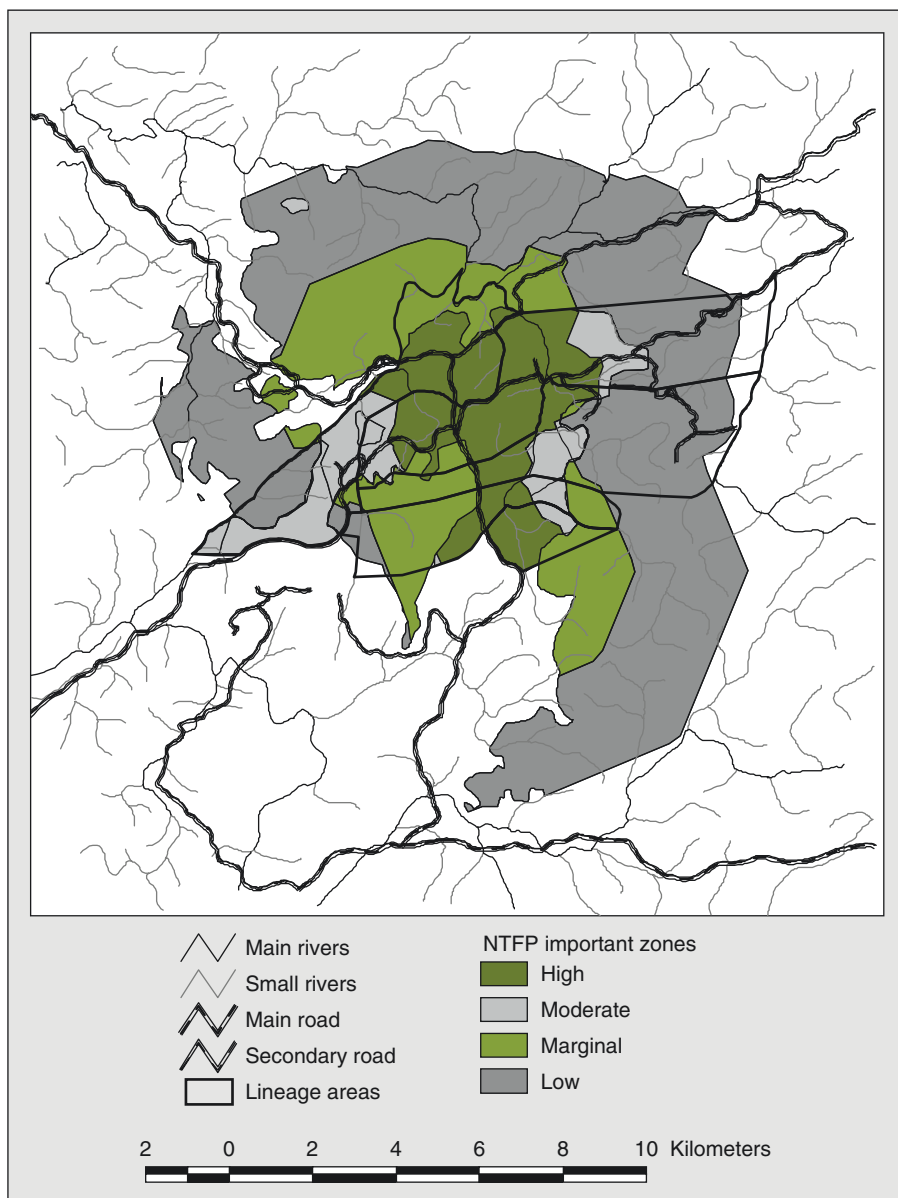 Main rivers
Small rivers
Main road
Secondary road
Lineage areas
NTFP important zones
High
Moderate
Marginal
Low
2 0 2 4 6 8 10 Kilometers